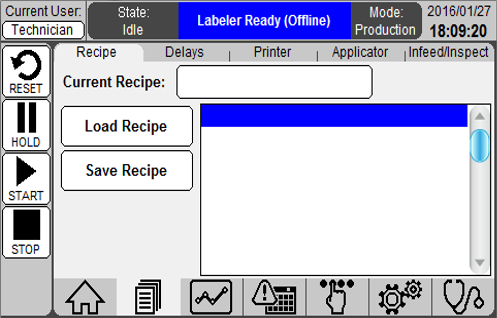 Current User:
Technician
State:
Idle
Labeler Ready (Offline)
Mode:
Production
2016/01/27
18:09:20
Recipe
Delays
Printer
Applicator
Infeed/Inspect
RESET
HOLD
START
STOP
Current Recipe:
Load Recipe
Save Recipe